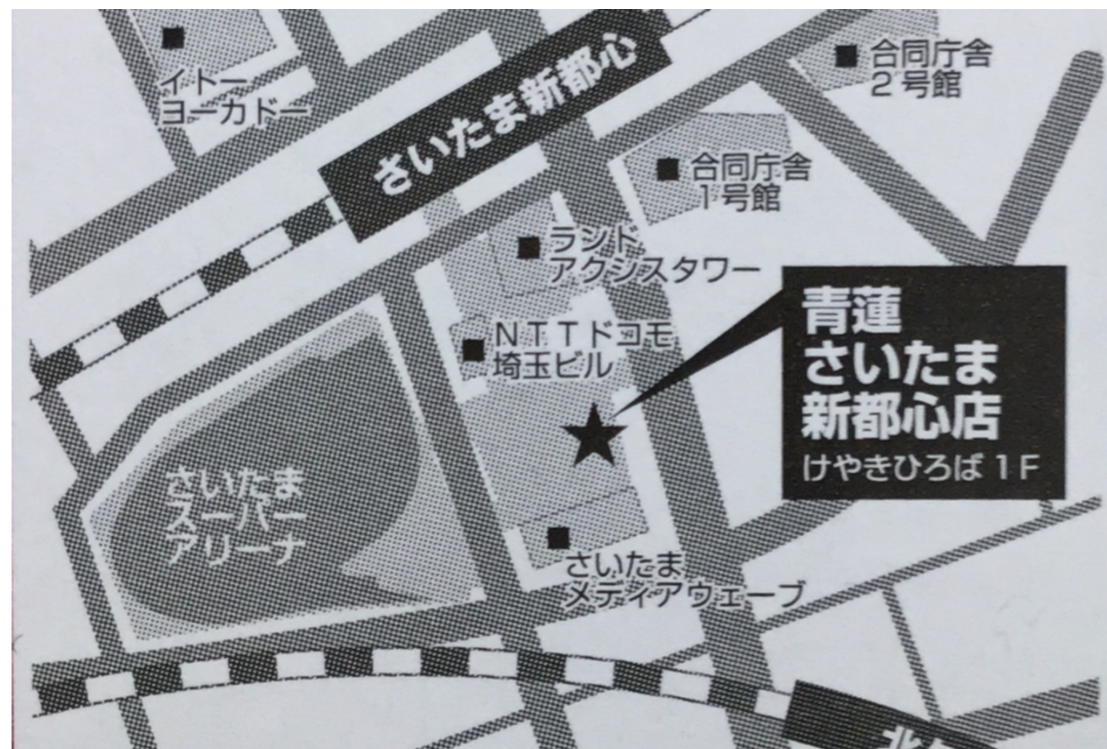 イトー
ヨーカドー
さいたま新都心
合同庁舎
2号館
合同庁舎
1号館
ランド
アクシスタワー
NTTドコモ
埼玉ビル
青蓮
さいたま
新都心店
けやきひろば1F
さいたま
スーパー
アリーナ
さいたま
メディアウェーブ
北